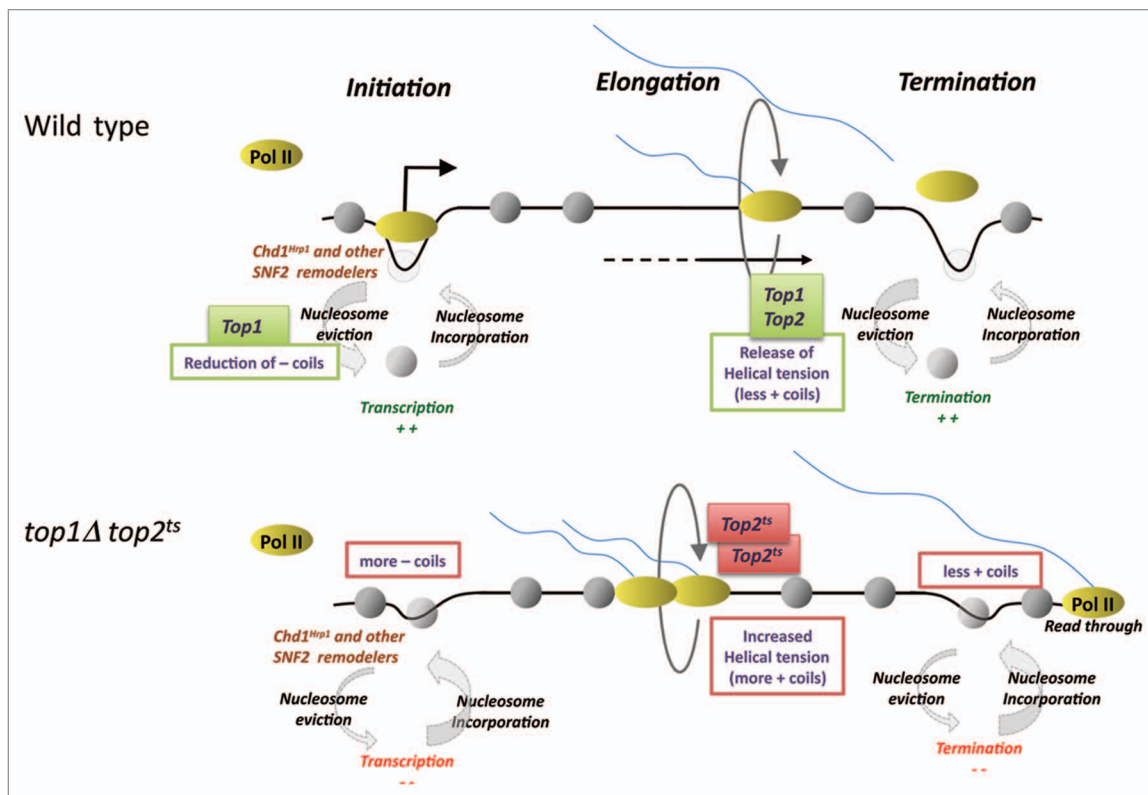 Initiation
Elongation
Termination
Wild type
Pol II
Chd1Hrp1 and other
SNF2 remodelers
Top1
Reduction of – coils
Nucleosome
eviction
Nucleosome
Incorporation
Transcription
+ +
Top1
Top2
Release of
Helical tension
(less + coils)
Nucleosome
eviction
Nucleosome
Incorporation
Termination
+ +
top1Δ top2ts
Pol II
more – coils
Chd1Hrp1 and other
SNF2 remodelers
Nucleosome
eviction
Nucleosome
Incorporation
Transcription
- -
Top2ts
Top2ts
Increased
Helical tension
(more + coils)
less + coils
Pol II
Read through
Nucleosome
eviction
Nucleosome
Incorporation
Termination
- -